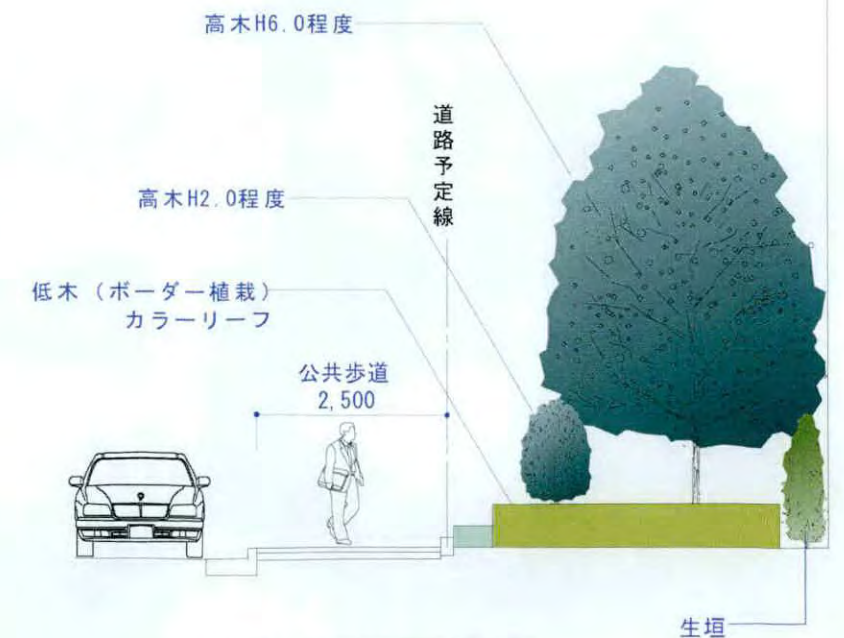 高木H6.0程度
道路予定線
高木H2.0程度
低木（ボーダー植栽）
カラーリーフ
公共歩道
2,500
生垣